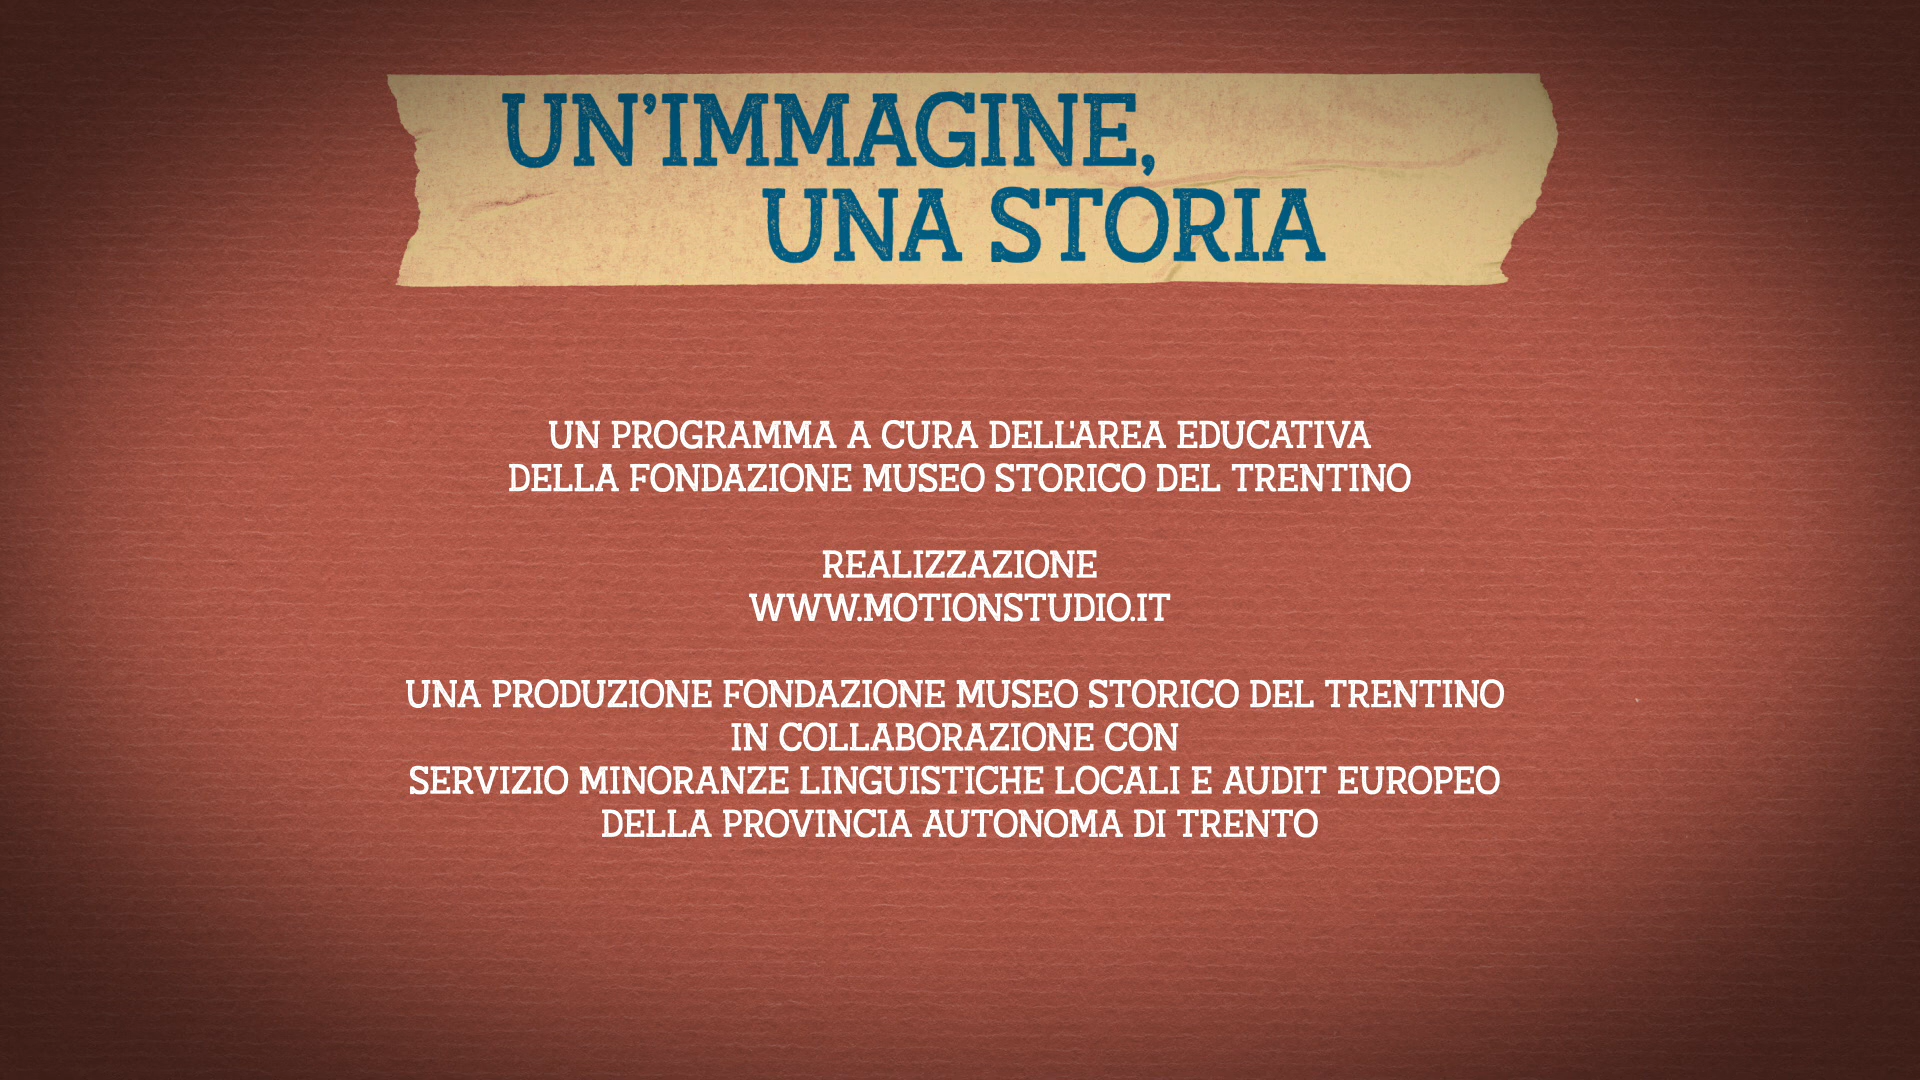 UN’IMMAGINE,
UNA STORIA
UN PROGRAMMA A CURA DELL'AREA EDUCATIVA
DELLA FONDAZIONE MUSEO STORICO DEL TRENTINO
REALIZZAZIONE
WWW.MOTIONSTUDIO.IT
UNA PRODUZIONE FONDAZIONE MUSEO STORICO DEL TRENTINO
IN COLLABORAZIONE CON
SERVIZIO MINORANZE LINGUISTICHE LOCALI E AUDIT EUROPEO
DELLA PROVINCIA AUTONOMA DI TRENTO